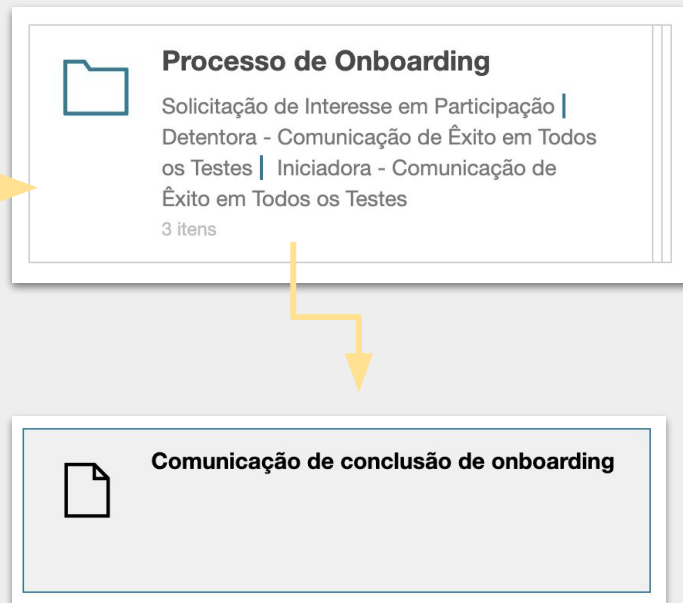 Processo de Onboarding
Solicitação de Interesse em Participação |
Detentora - Comunicação de Êxito em Todos
os Testes | Iniciadora - Comunicação de
Êxito em Todos os Testes
3 itens
Comunicação de conclusão de onboarding